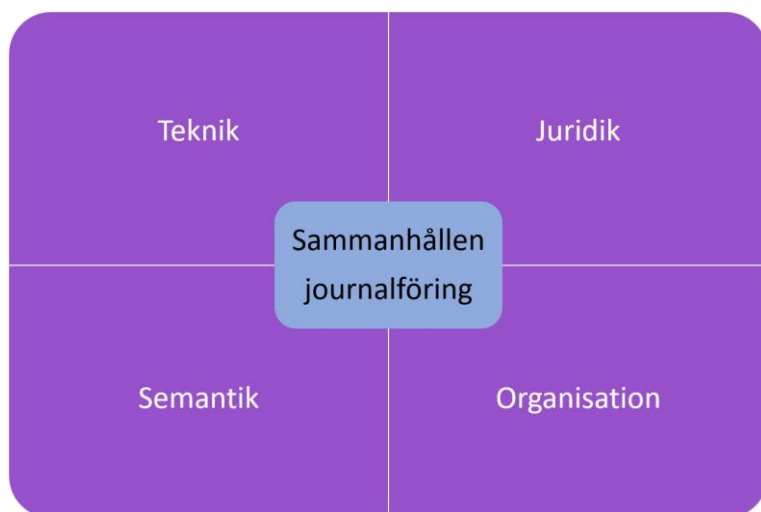 Teknik
Juridik
Sammanhållen
journalföring
Semantik
Organisation